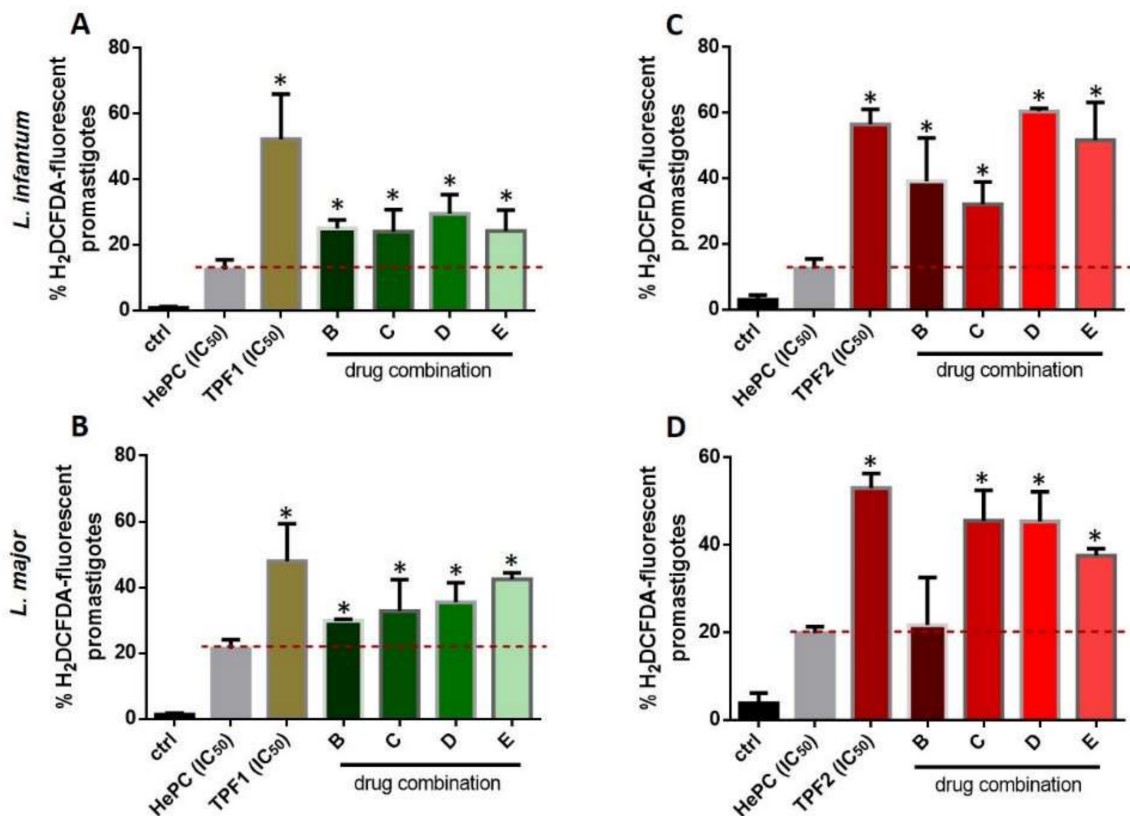 A
L. infantum
% H₂DCFDA-fluorescent
promastigotes
80
60
40
20
0
* * * * *
ctrl
HePC (IC₅₀)
TPF1 (IC₅₀)
B C D E
drug combination
C
% H₂DCFDA-fluorescent
promastigotes
80
60
40
20
0
* * * * *
ctrl
HePC (IC₅₀)
TPF2 (IC₅₀)
B C D E
drug combination
B
L. major
% H₂DCFDA-fluorescent
promastigotes
80
60
40
20
0
* * * * *
ctrl
HePC (IC₅₀)
TPF1 (IC₅₀)
B C D E
drug combination
D
% H₂DCFDA-fluorescent
promastigotes
60
40
20
0
* * * *
ctrl
HePC (IC₅₀)
TPF2 (IC₅₀)
B C D E
drug combination